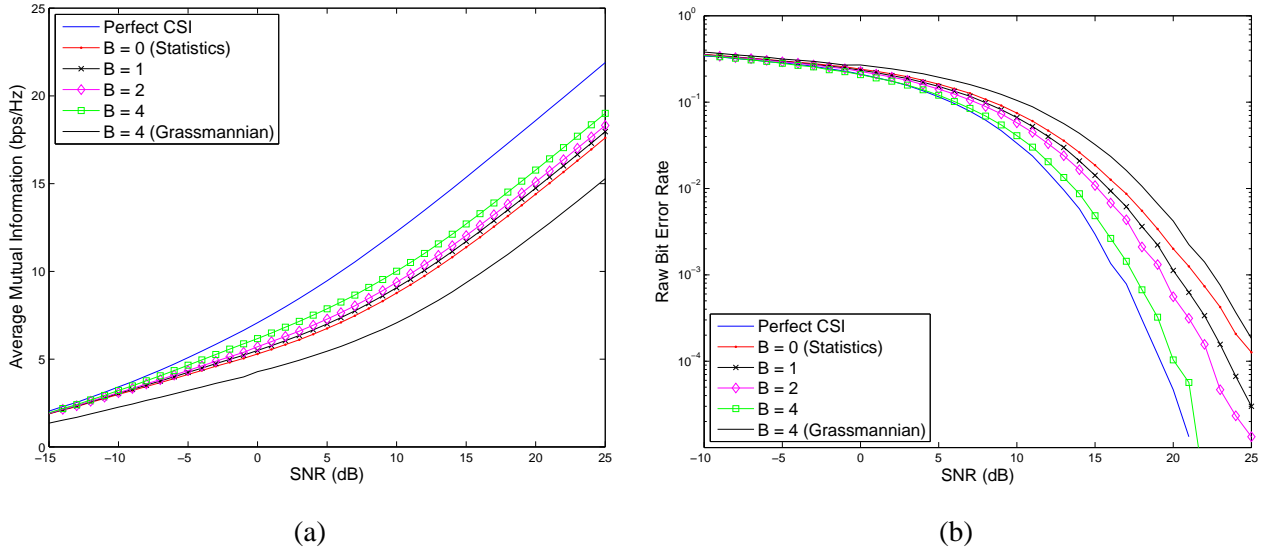 25
20
15
10
5
0
Average Mutual Information (bps/Hz)
Perfect CSI
B = 0 (Statistics)
B = 1
B = 2
B = 4
B = 4 (Grassmannian)
−15 −10 −5 0 5 10 15 20 25
SNR (dB)
(a)
10^0
10^−1
10^−2
10^−3
10^−4
Raw Bit Error Rate
Perfect CSI
B = 0 (Statistics)
B = 1
B = 2
B = 4
B = 4 (Grassmannian)
−10 −5 0 5 10 15 20 25
SNR (dB)
(b)